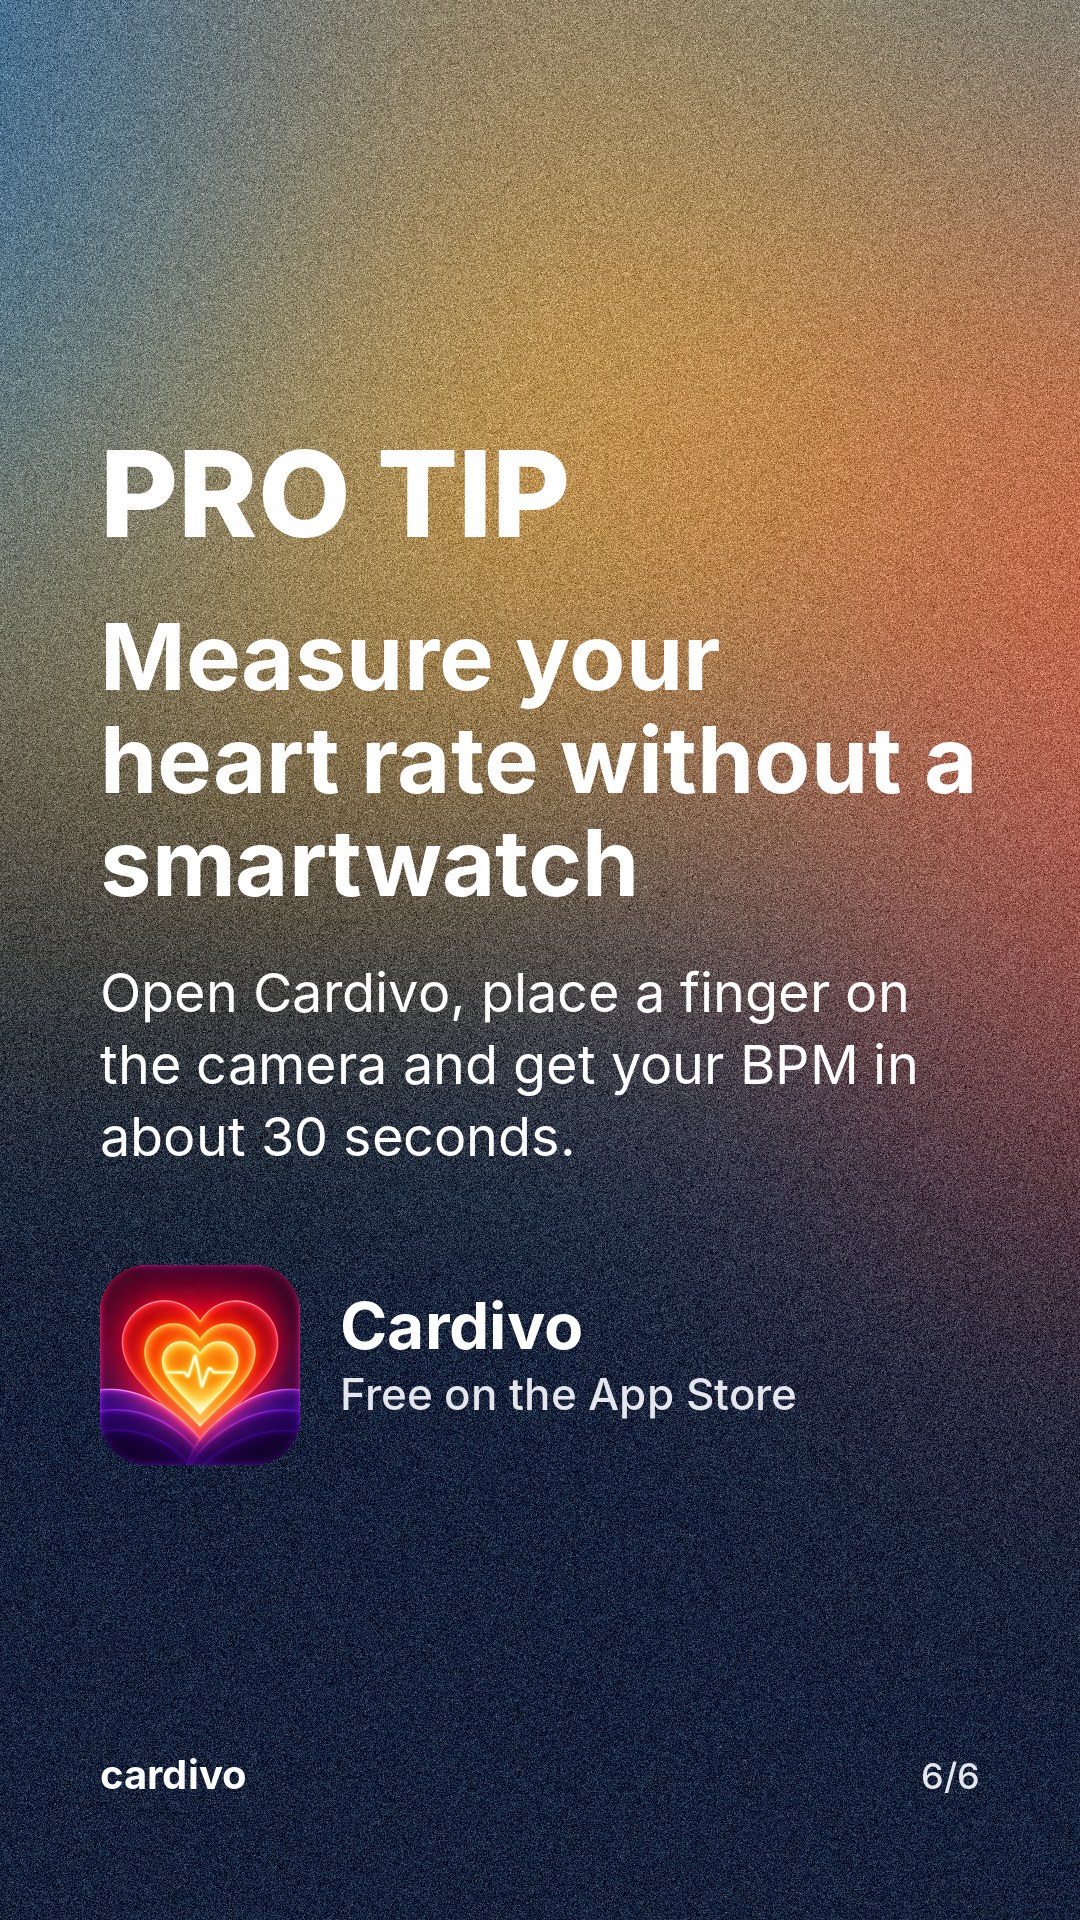 PRO TIP
Measure your
heart rate without a
smartwatch
Open Cardivo, place a finger on
the camera and get your BPM in
about 30 seconds.
Cardivo
Free on the App Store
cardivo
6/6